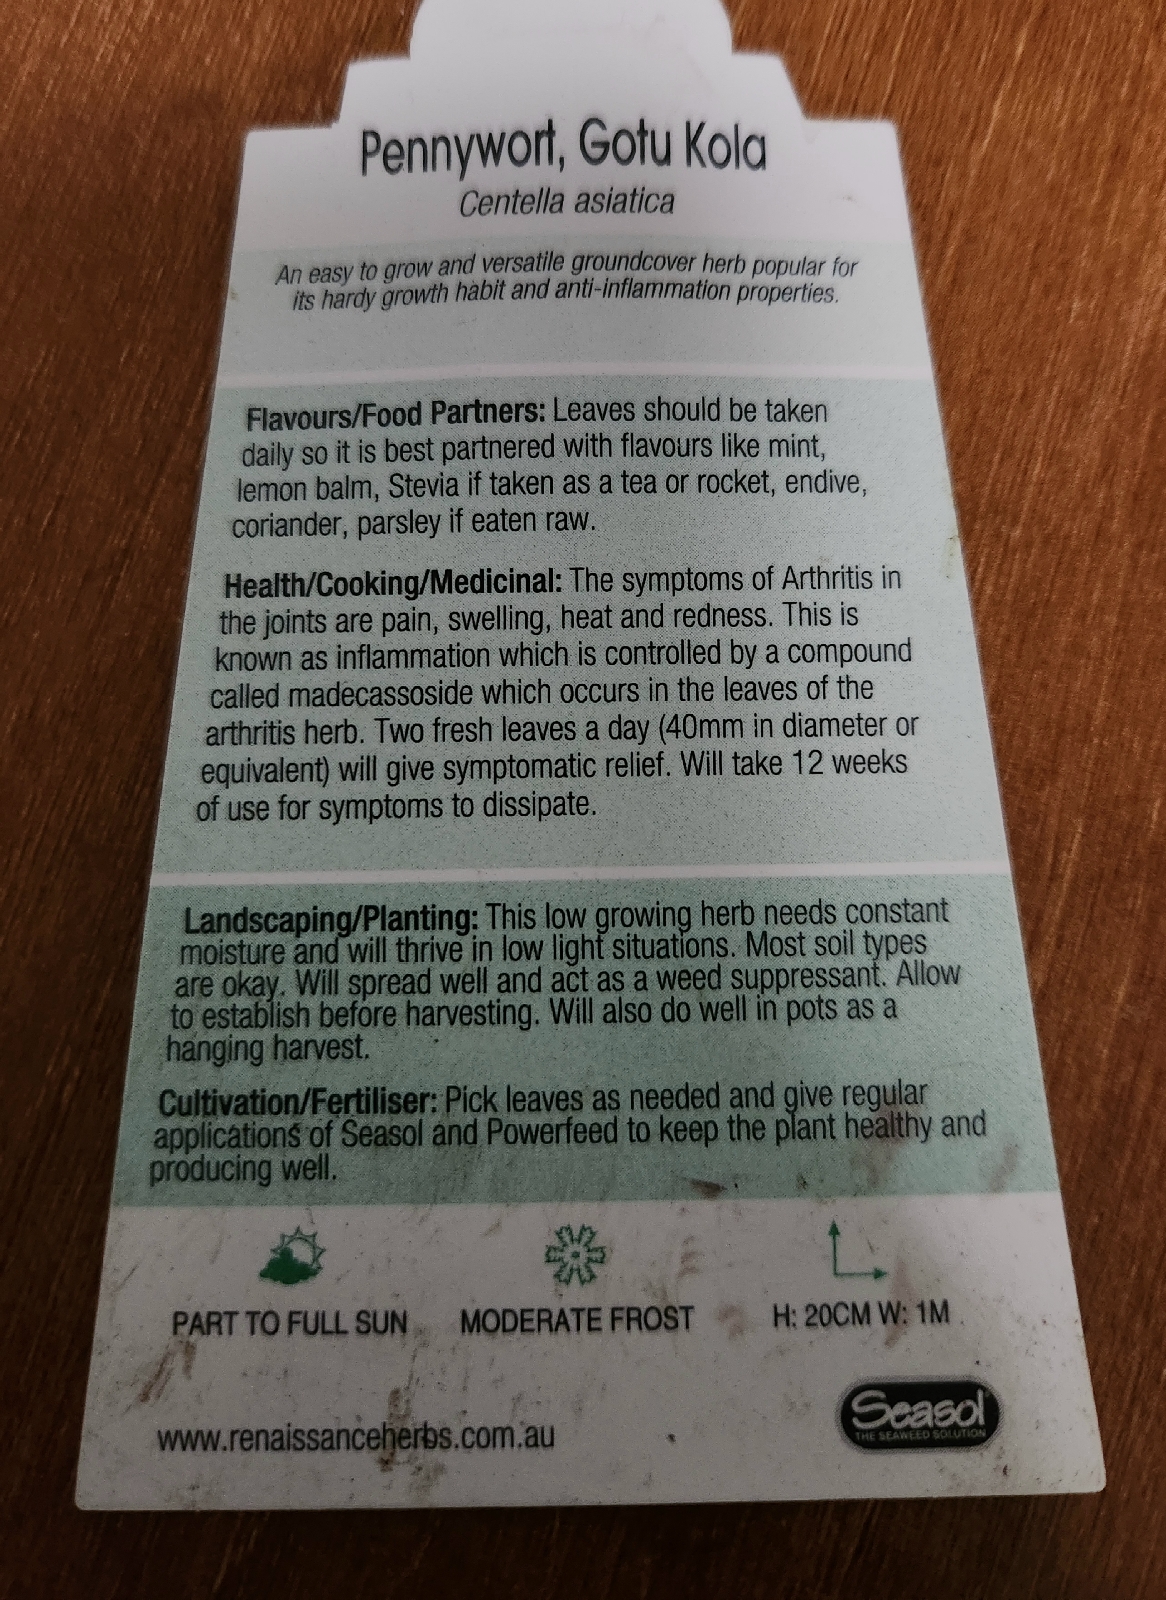 Pennywort, Gotu Kola
Centella asiatica
An easy to grow and versatile groundcover herb popular for
its hardy growth habit and anti-inflammation properties.
Flavours/Food Partners: Leaves should be taken
daily so it is best partnered with flavours like mint,
lemon balm, Stevia if taken as a tea or rocket, endive,
coriander, parsley if eaten raw.
Health/Cooking/Medicinal: The symptoms of Arthritis in
the joints are pain, swelling, heat and redness. This is
known as inflammation which is controlled by a compound
called madecassoside which occurs in the leaves of the
arthritis herb. Two fresh leaves a day (40mm in diameter or
equivalent) will give symptomatic relief. Will take 12 weeks
of use for symptoms to dissipate.
Landscaping/Planting: This low growing herb needs constant
moisture and will thrive in low light situations. Most soil types
are okay. Will spread well and act as a weed suppressant. Allow
to establish before harvesting. Will also do well in pots as a
hanging harvest.
Cultivation/Fertiliser: Pick leaves as needed and give regular
applications of Seasol and Powerfeed to keep the plant healthy and
producing well.
PART TO FULL SUN
MODERATE FROST
H: 20CM W: 1M
www.renaissanceherbs.com.au
Seasol
THE SEAWEED SOLUTION